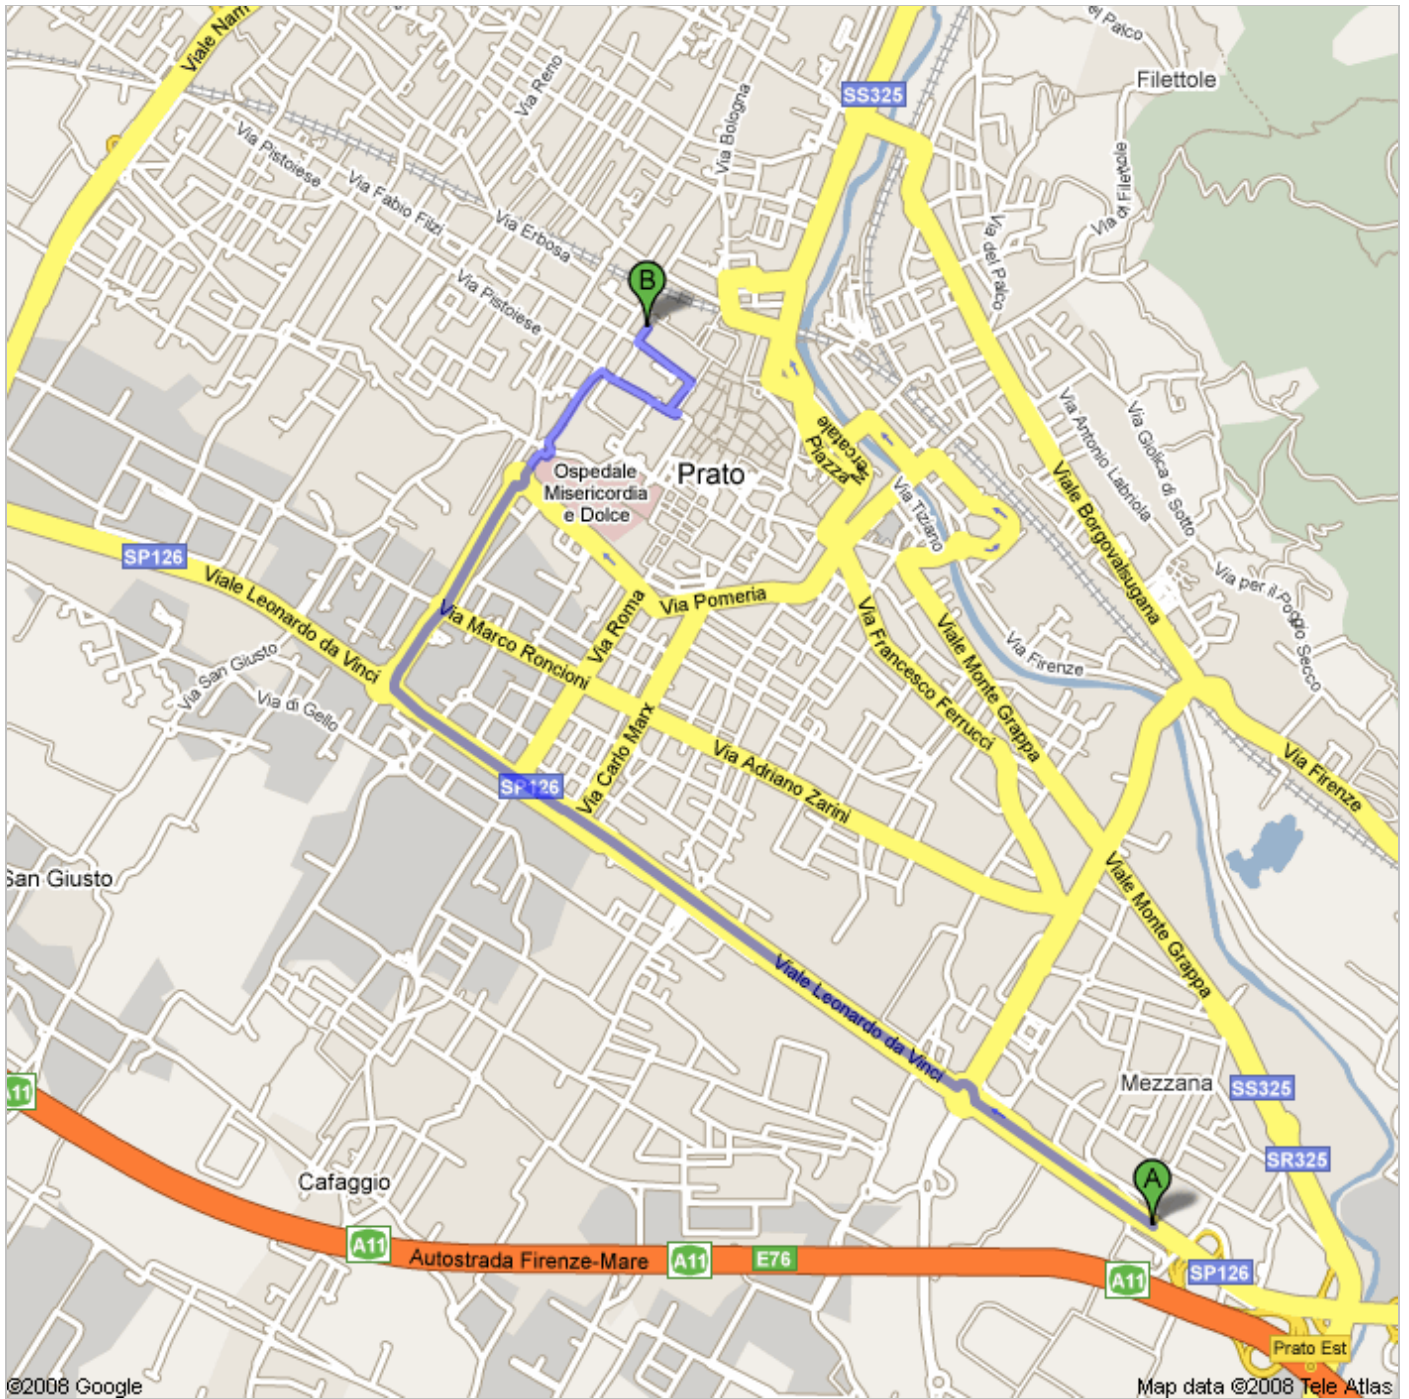 Viale Nam
el Palco
Filettole
SS325
Via Reno
Via Bologna
Via Pistoiese
Via Fabio Filzi
Via di Filettole
Via Erbosa
Via del Palco
B
Via Pistoiese
Via Antonio Labriola
Via Giolica di Sotto
Piazza
Mercatale
Ospedale
Misericordia
e Dolce
Prato
Via Tiziano
Viale Borgovalsugana
SP126
Viale Leonardo da Vinci
Via Marco Roncioni
Via Roma
Via Pomeria
Via Francesco Ferrucci
Viale Monte Grappa
Via Firenze
Via per il Poggio Secco
Via San Giusto
Via di Gello
Via Carlo Marx
Via Adriano Zarini
SP126
Via Firenze
San Giusto
Viale Monte Grappa
Viale Leonardo da Vinci
A11
Mezzana
SS325
SR325
Cafaggio
A
A11
Autostrada Firenze-Mare
A11
E76
A11
SP126
Prato Est
©2008 Google
Map data ©2008 Tele Atlas